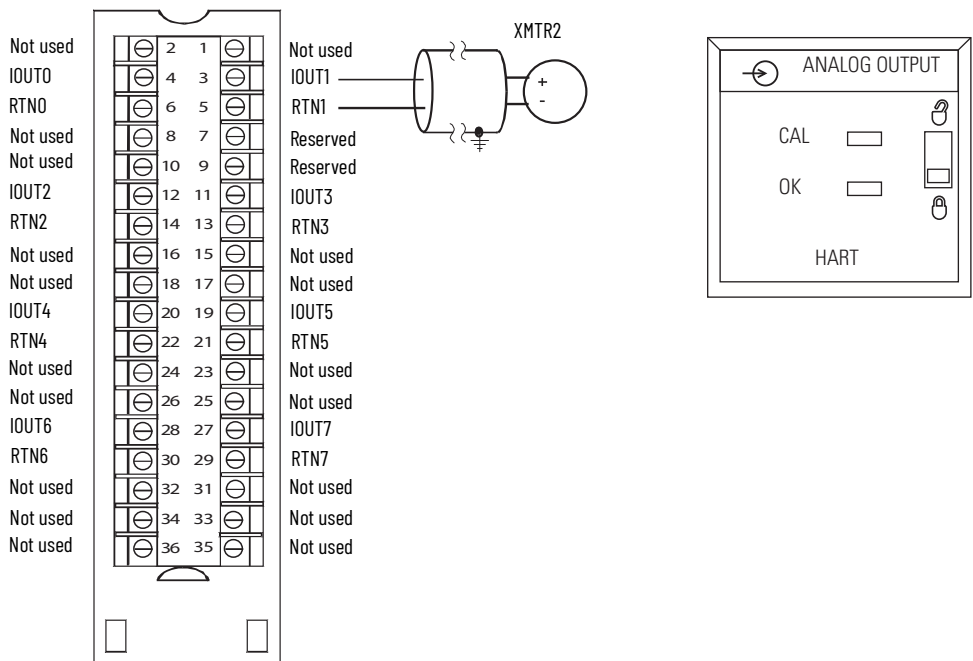 XMTR2
ANALOG OUTPUT
Not used 2 1 Not used
IOUT0 4 3 IOUT1 + -
RTN0 6 5 RTN1
Not used 8 7 Reserved
Not used 10 9 Reserved
IOUT2 12 11 IOUT3
RTN2 14 13 RTN3
Not used 16 15 Not used
Not used 18 17 Not used
IOUT4 20 19 IOUT5
RTN4 22 21 RTN5
Not used 24 23 Not used
Not used 26 25 Not used
IOUT6 28 27 IOUT7
RTN6 30 29 RTN7
Not used 32 31 Not used
Not used 34 33 Not used
Not used 36 35 Not used
CAL
OK
HART